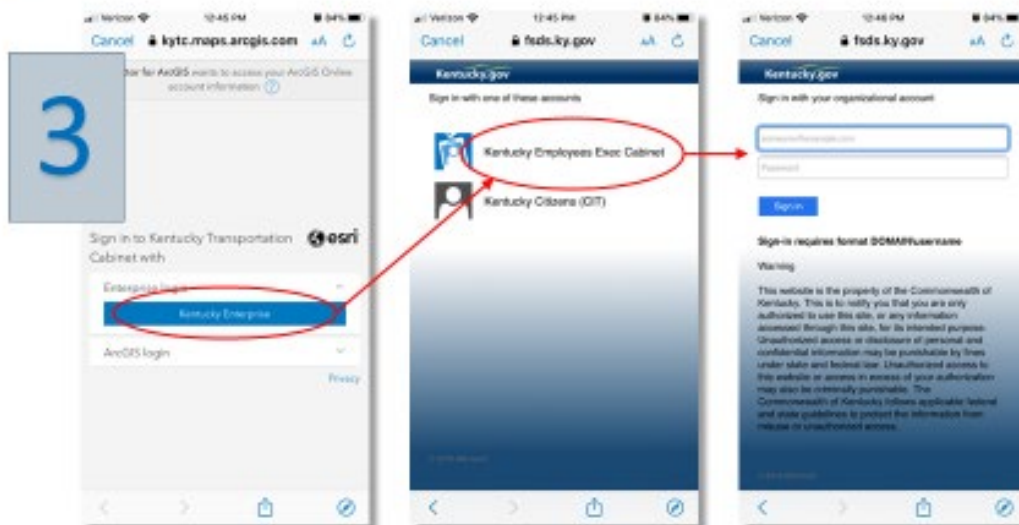 3
Verizon 12:45 PM 84%
Cancel kytc.maps.arcgis.com AA
tor for ArcGIS wants to access your ArcGIS Online
account information
Sign in to Kentucky Transportation
Cabinet with
esri
Enterprise login
Kentucky Enterprise
ArcGIS login
Privacy
Verizon 12:45 PM 84%
Cancel fsds.ky.gov AA
Kentucky.gov
Sign in with one of these accounts
Kentucky Employees Exec Cabinet
Kentucky Citizens (CIT)
Verizon 12:46 PM 84%
Cancel fsds.ky.gov AA
Kentucky.gov
Sign in with your organizational account
someone@example.com
Password
Sign in
Sign-in requires format DOMAIN\username
Warning
This website is the property of the Commonwealth of
Kentucky. This is to notify you that you are only
authorized to use this site, or any information
accessed through this site, for its intended purpose.
Unauthorized access or disclosure of personal and
confidential information may be punishable by fines
under state and federal law. Unauthorized access to
this website or access in excess of your authorization
may also be criminally punishable. The
Commonwealth of Kentucky follows applicable federal
and state guidelines to protect the information from
misuse or unauthorized access.